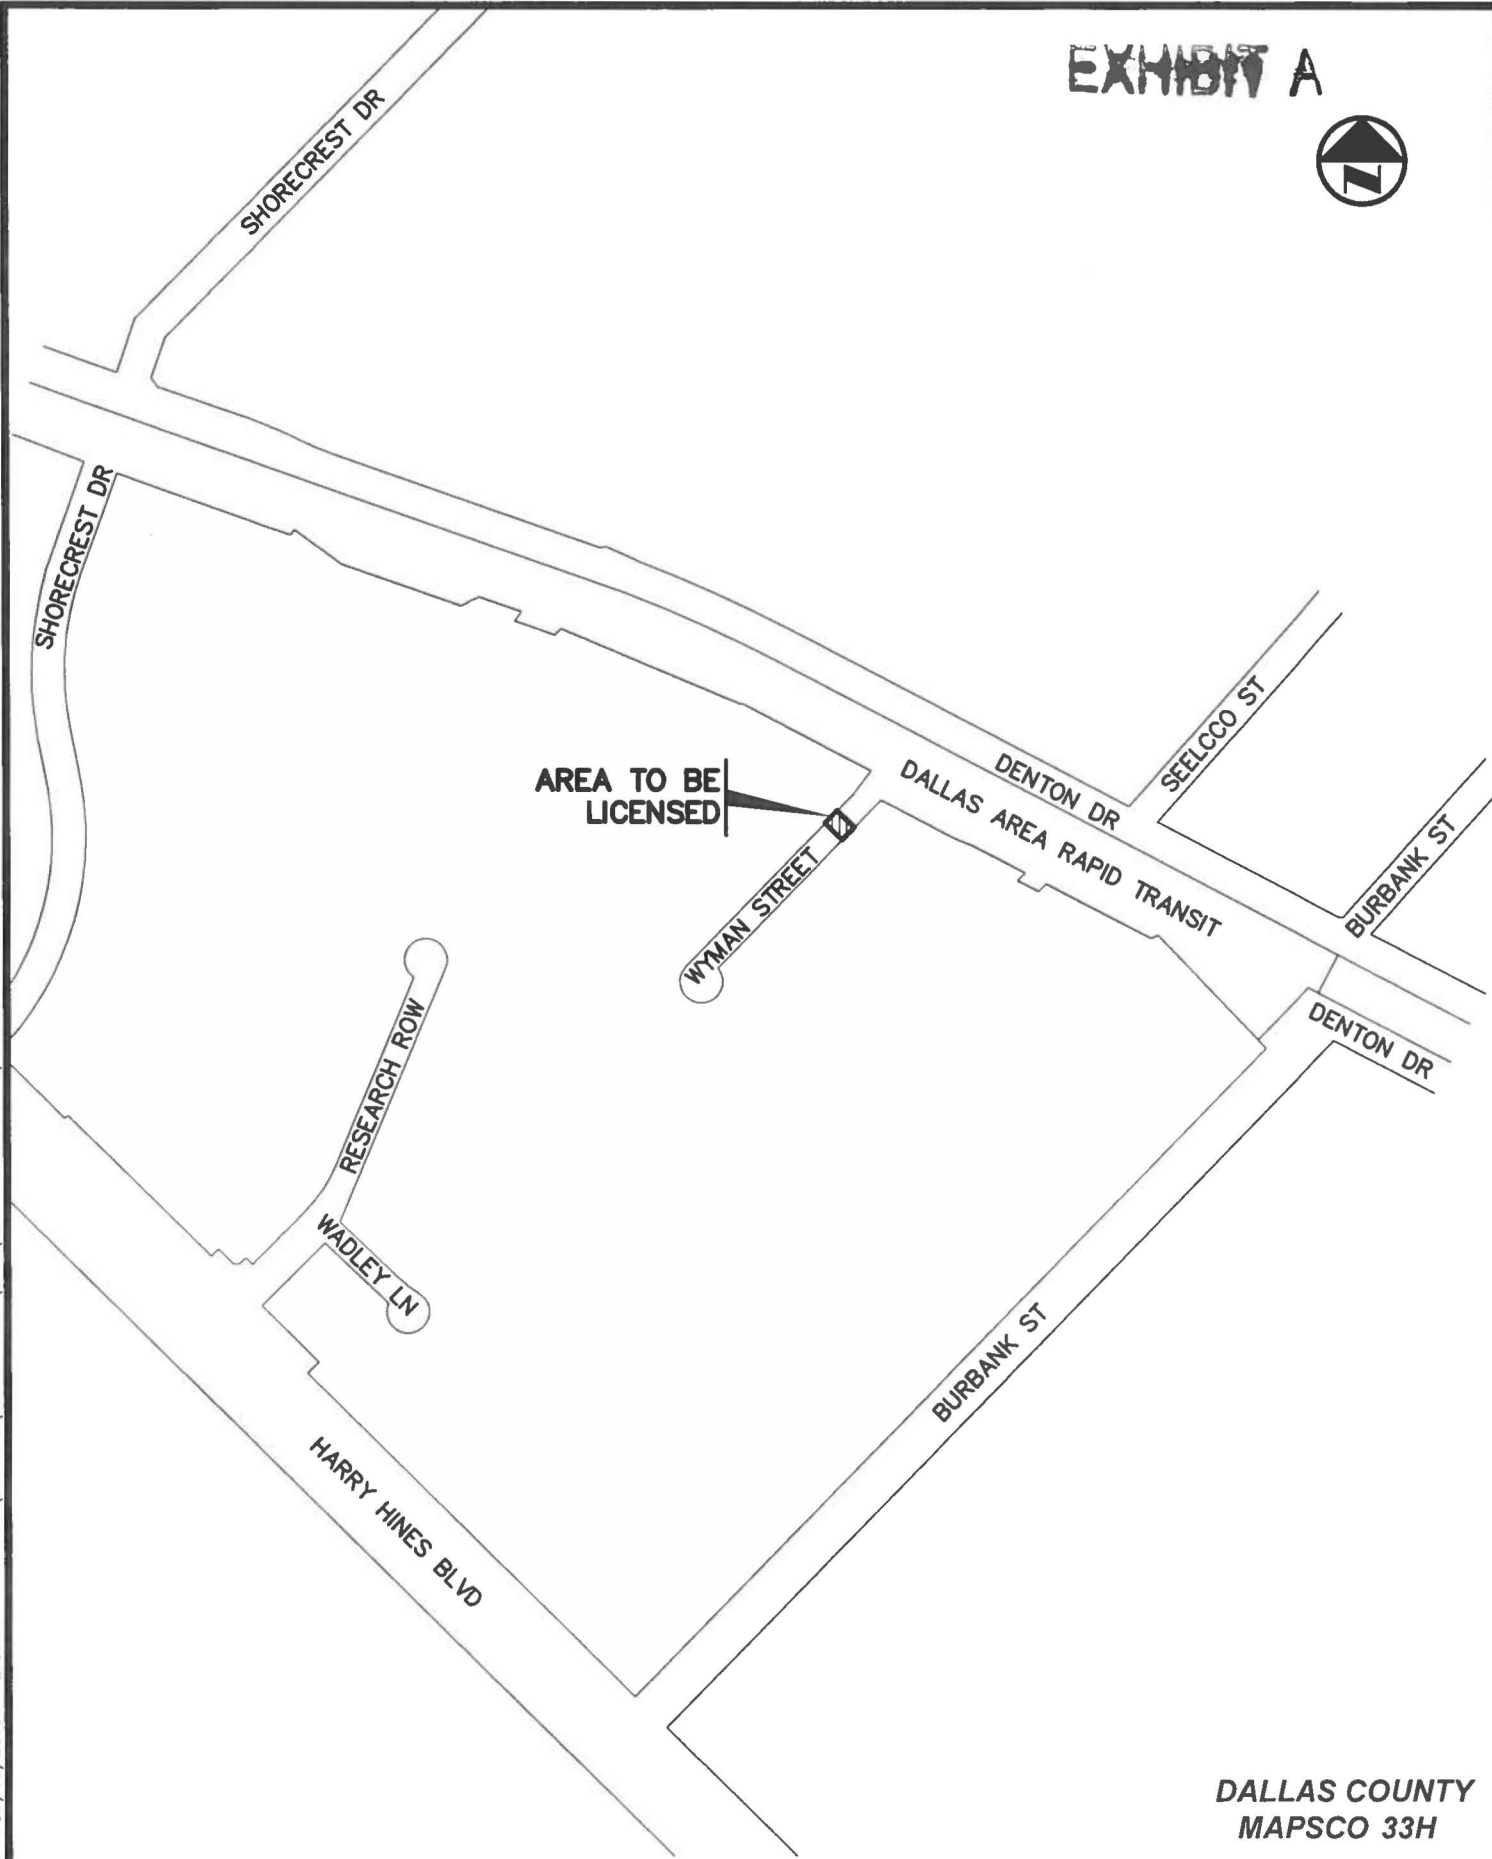 EXHIBIT A
N
SHORECREST DR
SHORECREST DR
AREA TO BE
LICENSED
DENTON DR
SEELCCO ST
DALLAS AREA RAPID TRANSIT
BURBANK ST
WYMAN STREET
DENTON DR
RESEARCH ROW
WADLEY LN
BURBANK ST
HARRY HINES BLVD
DALLAS COUNTY
MAPSCO 33H